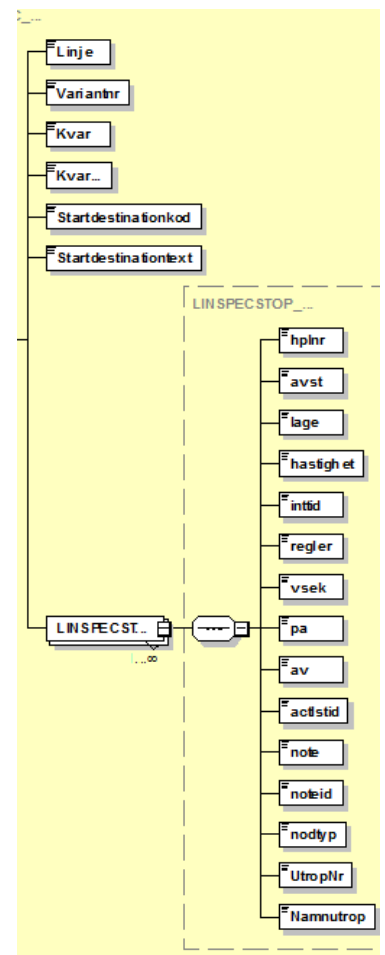 Linje
Variantnr
Kvar
Kvar...
Startdestinationkod
Startdestinationtext
LINSPECSTOP_...
hplnr
avst
lage
hastighet
inttid
regler
vsek
LINSPECST...
pa
...∞
av
actlstid
note
noteid
nodtyp
UtropNr
Namnutrop